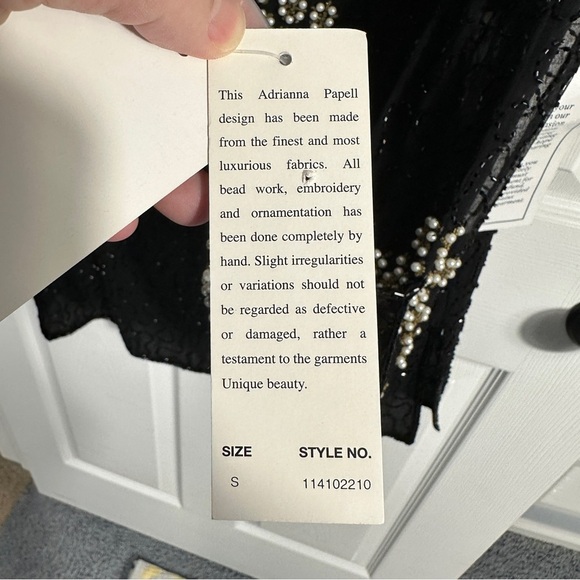 This Adrianna Papell
design has been made
from the finest and most
luxurious fabrics. All
bead work, embroidery
and ornamentation has
been done completely by
hand. Slight irregularities
or variations should not
be regarded as defective
or damaged, rather a
testament to the garments
Unique beauty.
SIZE STYLE NO.
S 114102210
your